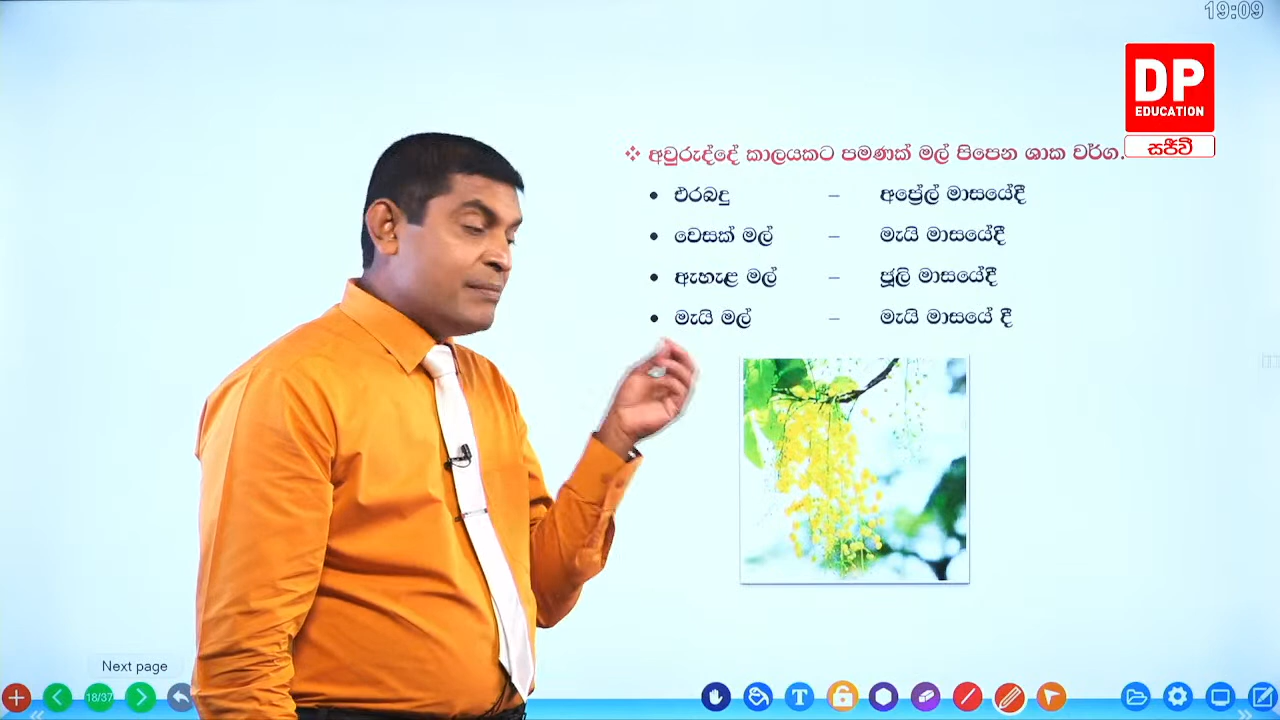 19:09
DP
EDUCATION
සජීවී
අවුරුද්දේ කාලයකට පමණක් මල් පිපෙන ශාක වර්ග.
• එරබදු – අප්‍රේල් මාසයේදී
• වෙසක් මල් – මැයි මාසයේදී
• ඇහැළ මල් – ජූලි මාසයේදී
• මැයි මල් – මැයි මාසයේ දී
Next page
18/37
T